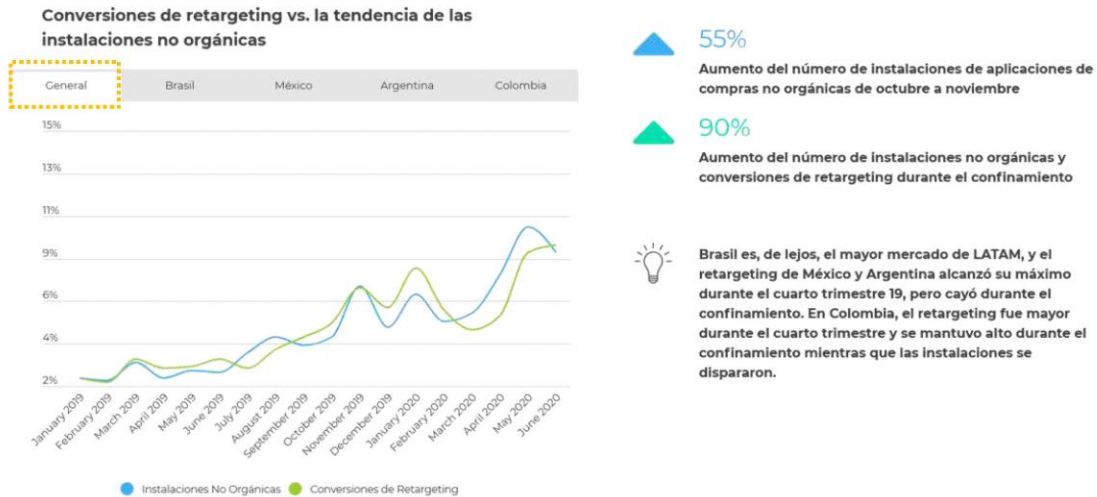 Conversiones de retargeting vs. la tendencia de las
instalaciones no orgánicas
General
Brasil
México
Argentina
Colombia
15%
13%
11%
9%
6%
4%
2%
January 2019
February 2019
March 2019
April 2019
May 2019
June 2019
July 2019
August 2019
September 2019
October 2019
November 2019
December 2019
January 2020
February 2020
March 2020
April 2020
May 2020
June 2020
Instalaciones No Orgánicas
Conversiones de Retargeting
55%
Aumento del número de instalaciones de aplicaciones de
compras no orgánicas de octubre a noviembre
90%
Aumento del número de instalaciones no orgánicas y
conversiones de retargeting durante el confinamiento
Brasil es, de lejos, el mayor mercado de LATAM, y el
retargeting de México y Argentina alcanzó su máximo
durante el cuarto trimestre 19, pero cayó durante el
confinamiento. En Colombia, el retargeting fue mayor
durante el cuarto trimestre y se mantuvo alto durante el
confinamiento mientras que las instalaciones se
dispararon.